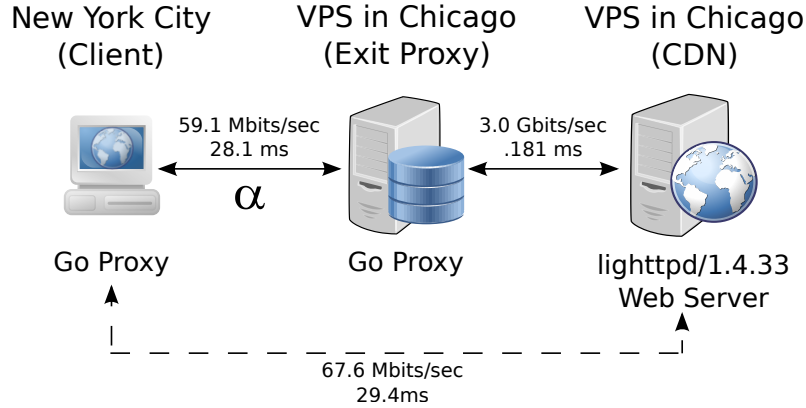 New York City
(Client)
VPS in Chicago
(Exit Proxy)
VPS in Chicago
(CDN)
59.1 Mbits/sec
28.1 ms
α
3.0 Gbits/sec
.181 ms
Go Proxy
Go Proxy
lighttpd/1.4.33
Web Server
67.6 Mbits/sec
29.4ms